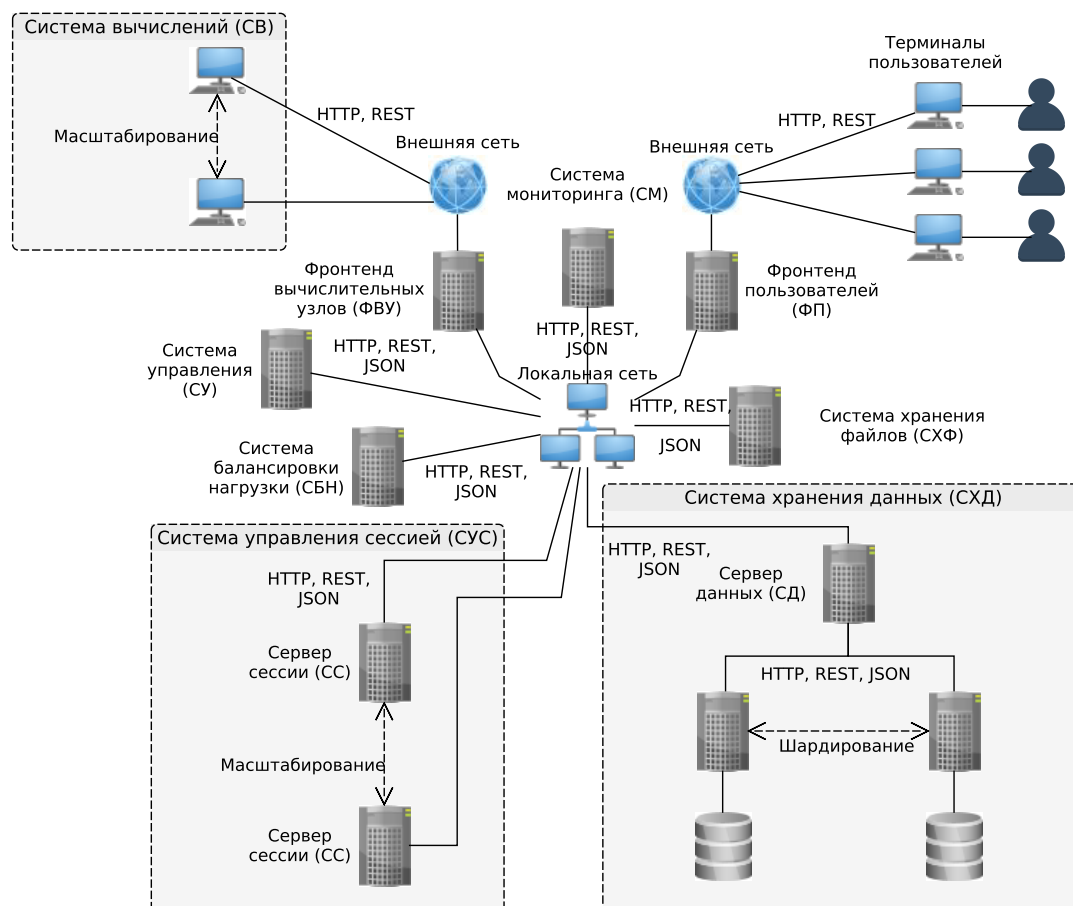 Система вычислений (СВ)
Масштабирование
HTTP, REST
Внешняя сеть
Система
мониторинга (СМ)
Внешняя сеть
HTTP, REST
Терминалы
пользователей
Фронтенд
вычислительных
узлов (ФВУ)
Фронтенд
пользователей
(ФП)
HTTP, REST,
JSON
Система
управления
(СУ)
HTTP, REST,
JSON
Локальная сеть
HTTP, REST,
JSON
Система хранения
файлов (СХФ)
Система
балансировки
нагрузки (СБН)
HTTP, REST,
JSON
Система управления сессией (СУС)
HTTP, REST,
JSON
Сервер
сессии (СС)
Масштабирование
Сервер
сессии (СС)
Система хранения данных (СХД)
HTTP, REST,
JSON
Сервер
данных (СД)
HTTP, REST, JSON
Шардирование